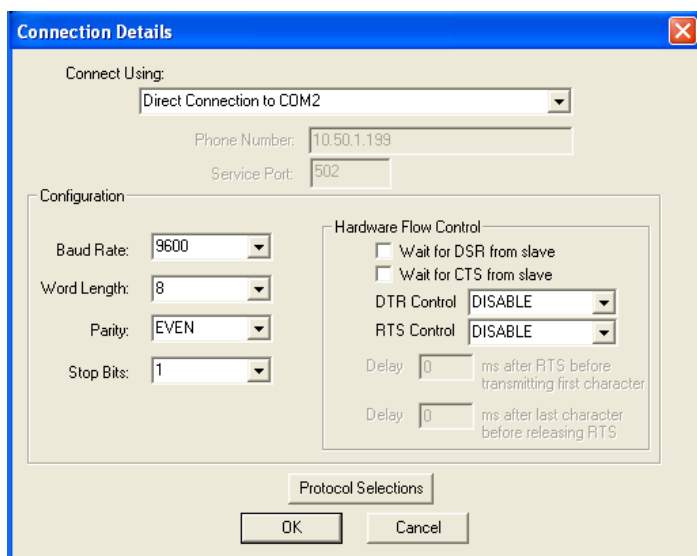 Connection Details
Connect Using:
Direct Connection to COM2
Phone Number: 10.50.1.199
Service Port: 502
Configuration
Baud Rate: 9600
Word Length: 8
Parity: EVEN
Stop Bits: 1
Hardware Flow Control
Wait for DSR from slave
Wait for CTS from slave
DTR Control DISABLE
RTS Control DISABLE
Delay 0 ms after RTS before
transmitting first character
Delay 0 ms after last character
before releasing RTS
Protocol Selections
OK Cancel